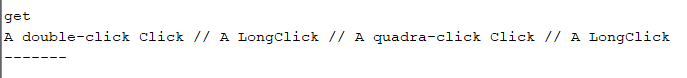 get
A double-click Click // A LongClick // A quadra-click Click // A LongClick
-------